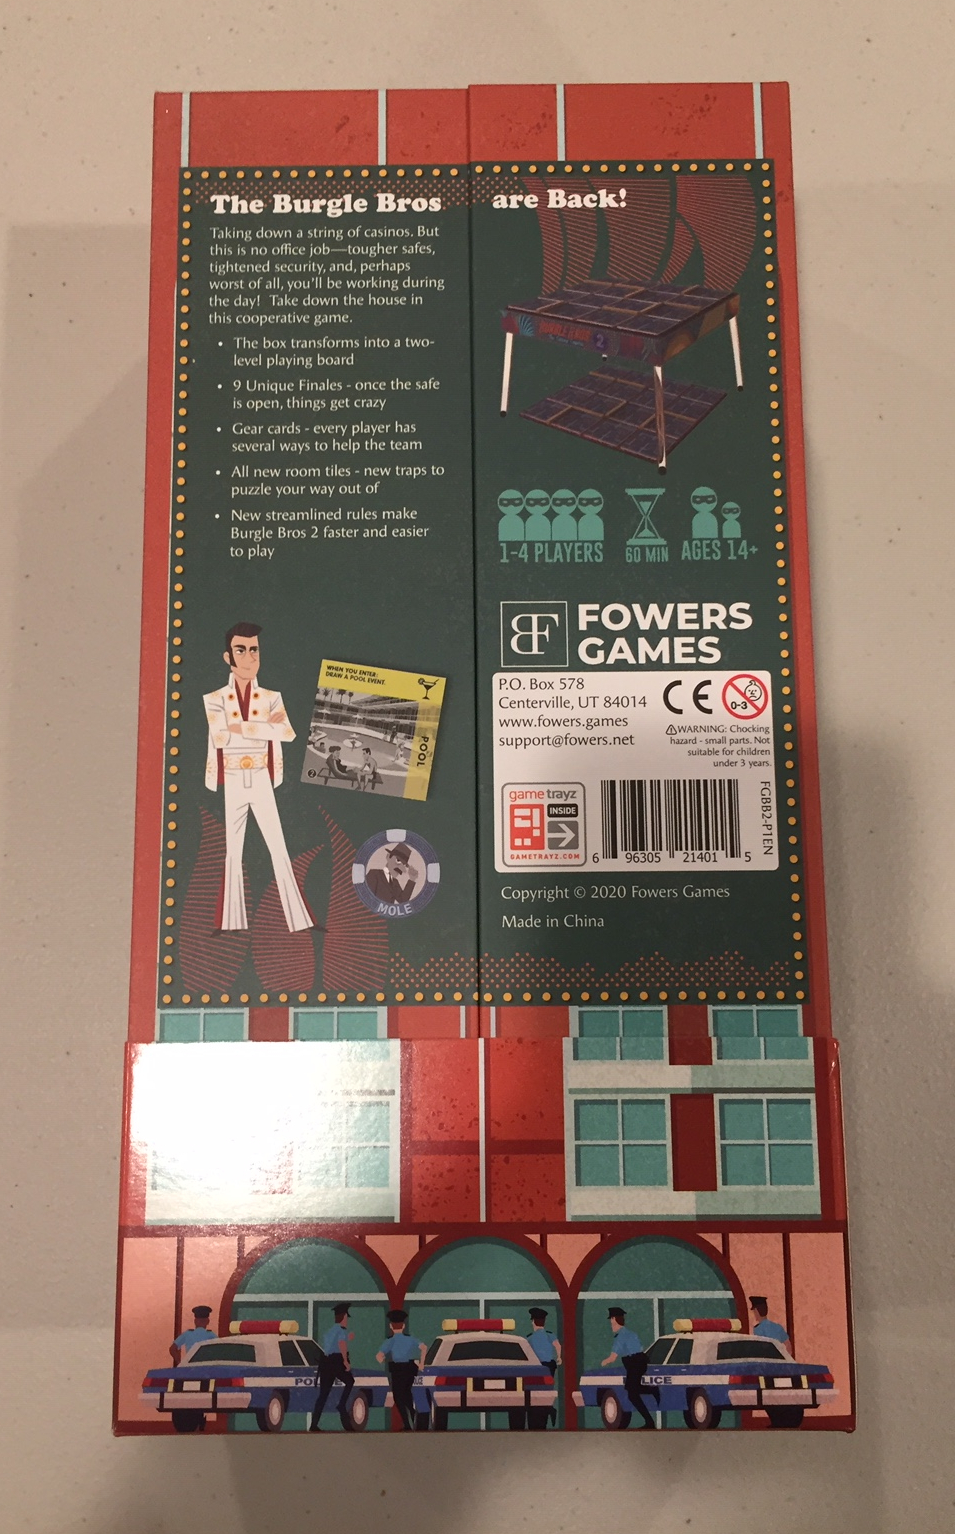 The Burgle Bros are Back!
Taking down a string of casinos. But
this is no office job—tougher safes,
tightened security, and, perhaps
worst of all, you'll be working during
the day! Take down the house in
this cooperative game.
• The box transforms into a two-
level playing board
• 9 Unique Finales - once the safe
is open, things get crazy
• Gear cards - every player has
several ways to help the team
• All new room tiles - new traps to
puzzle your way out of
• New streamlined rules make
Burgle Bros 2 faster and easier
to play
WHEN YOU ENTER:
DRAW A POOL EVENT.
POOL
2
MOLE
2
1-4 PLAYERS
60 MIN
AGES 14+
BF
FOWERS
GAMES
P.O. Box 578
Centerville, UT 84014
www.fowers.games
support@fowers.net
CE
0-3
WARNING: Chocking
hazard - small parts. Not
suitable for children
under 3 years.
game trayz
INSIDE
GAMETRAYZ.COM
6 96305 21401 5
FGBB2-P1EN
Copyright © 2020 Fowers Games
Made in China
POLICE